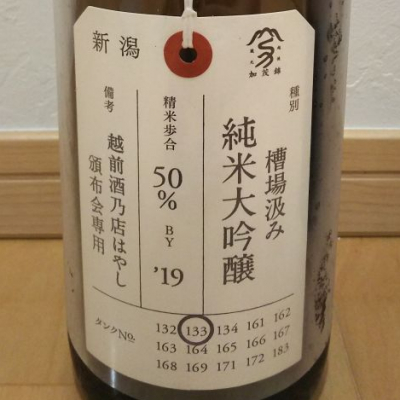 新潟
加茂錦
種別
槽場汲み
純米大吟醸
精米歩合
50%
BY
'19
備考
越前酒乃店はやし
頒布会専用
タンクNo.
132 133 134 161 162
163 164 165 166 167
168 169 171 172 183